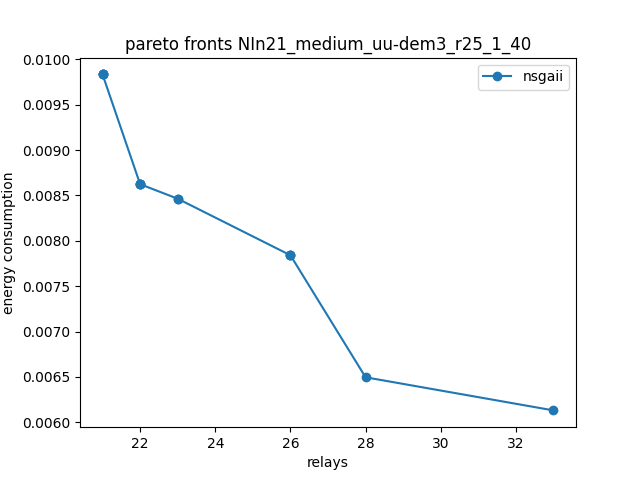 pareto fronts NIn21_medium_uu-dem3_r25_1_40
nsgaii
energy consumption
0.0100
0.0095
0.0090
0.0085
0.0080
0.0075
0.0070
0.0065
0.0060
22 24 26 28 30 32
relays